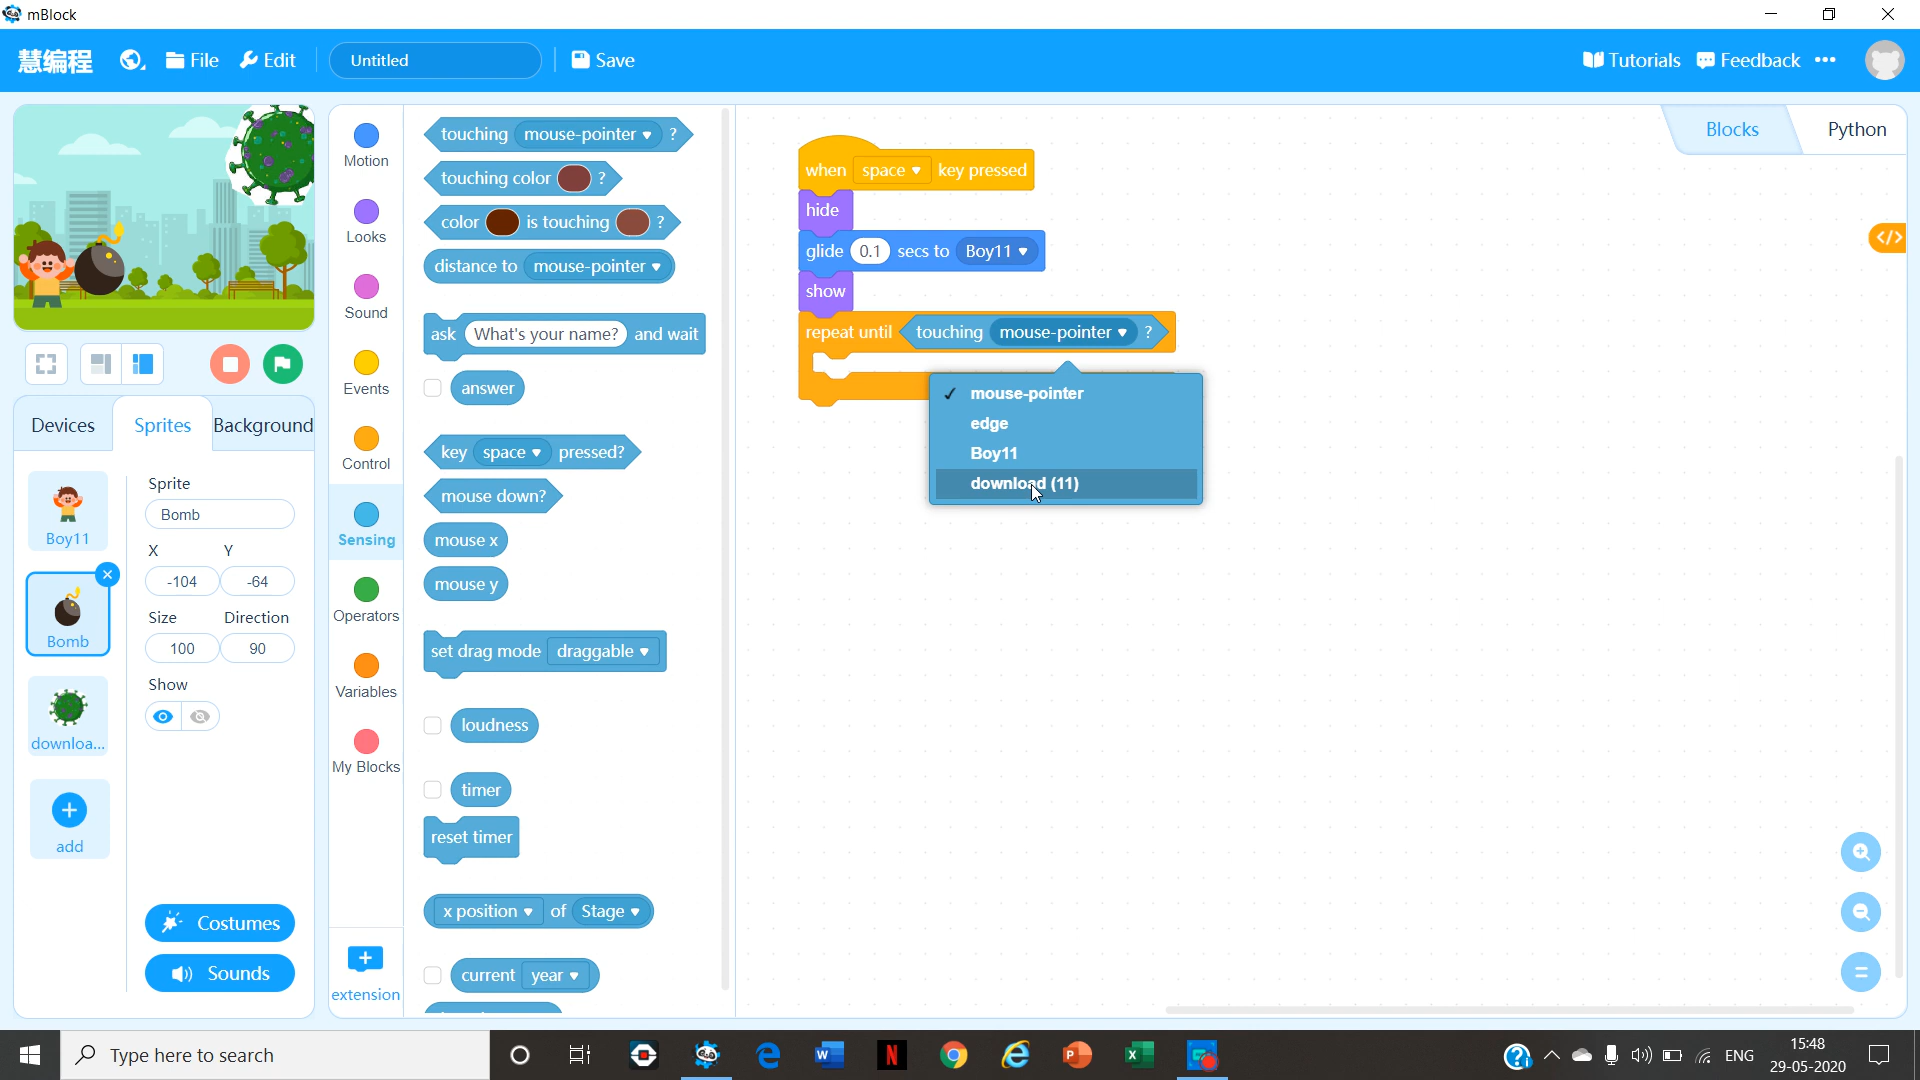 mBlock
慧编程 File Edit Untitled Save Tutorials Feedback
Devices Sprites Background
Boy11
Bomb
downloa...
add
Sprite
Bomb
X Y
-104 -64
Size Direction
100 90
Show
Costumes
Sounds
Motion
Looks
Sound
Events
Control
Sensing
Operators
Variables
My Blocks
extension
touching mouse-pointer ?
touching color ?
color is touching ?
distance to mouse-pointer
ask What's your name? and wait
answer
key space pressed?
mouse down?
mouse x
mouse y
set drag mode draggable
loudness
timer
reset timer
x position of Stage
current year
Blocks Python
when space key pressed
hide
glide 0.1 secs to Boy11
show
repeat until touching mouse-pointer ?
✓ mouse-pointer
edge
Boy11
download (11)
Type here to search
ENG
15:48
29-05-2020